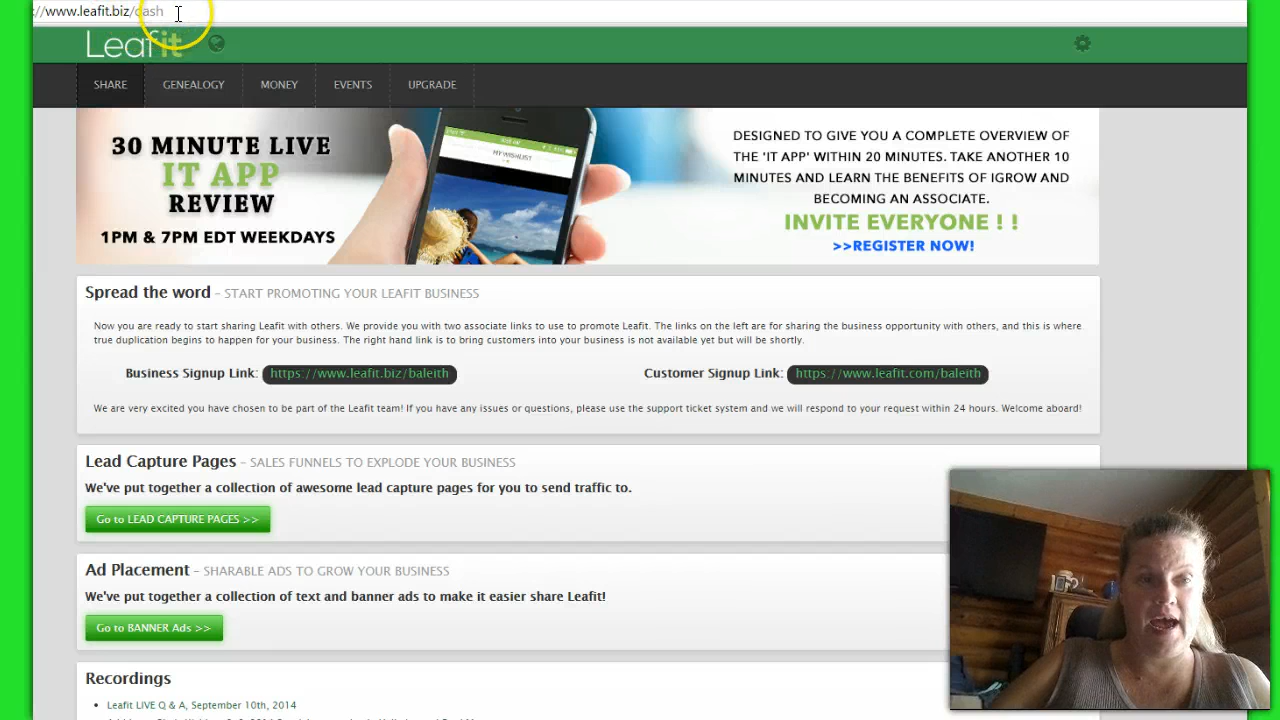 ://www.leafit.biz/dash
Leafit
SHARE GENEALOGY MONEY EVENTS UPGRADE
30 MINUTE LIVE
IT APP
REVIEW
1PM & 7PM EDT WEEKDAYS
MY WISHLIST
DESIGNED TO GIVE YOU A COMPLETE OVERVIEW OF
THE 'IT APP' WITHIN 20 MINUTES. TAKE ANOTHER 10
MINUTES AND LEARN THE BENEFITS OF IGROW AND
BECOMING AN ASSOCIATE.
INVITE EVERYONE ! !
>>REGISTER NOW!
Spread the word – START PROMOTING YOUR LEAFIT BUSINESS
Now you are ready to start sharing Leafit with others. We provide you with two associate links to use to promote Leafit. The links on the left are for sharing the business opportunity with others, and this is where
true duplication begins to happen for your business. The right hand link is to bring customers into your business is not available yet but will be shortly.
Business Signup Link: https://www.leafit.biz/baleith
Customer Signup Link: https://www.leafit.com/baleith
We are very excited you have chosen to be part of the Leafit team! If you have any issues or questions, please use the support ticket system and we will respond to your request within 24 hours. Welcome aboard!
Lead Capture Pages – SALES FUNNELS TO EXPLODE YOUR BUSINESS
We've put together a collection of awesome lead capture pages for you to send traffic to.
Go to LEAD CAPTURE PAGES >>
Ad Placement – SHARABLE ADS TO GROW YOUR BUSINESS
We've put together a collection of text and banner ads to make it easier share Leafit!
Go to BANNER Ads >>
Recordings
• Leafit LIVE Q & A, September 10th, 2014